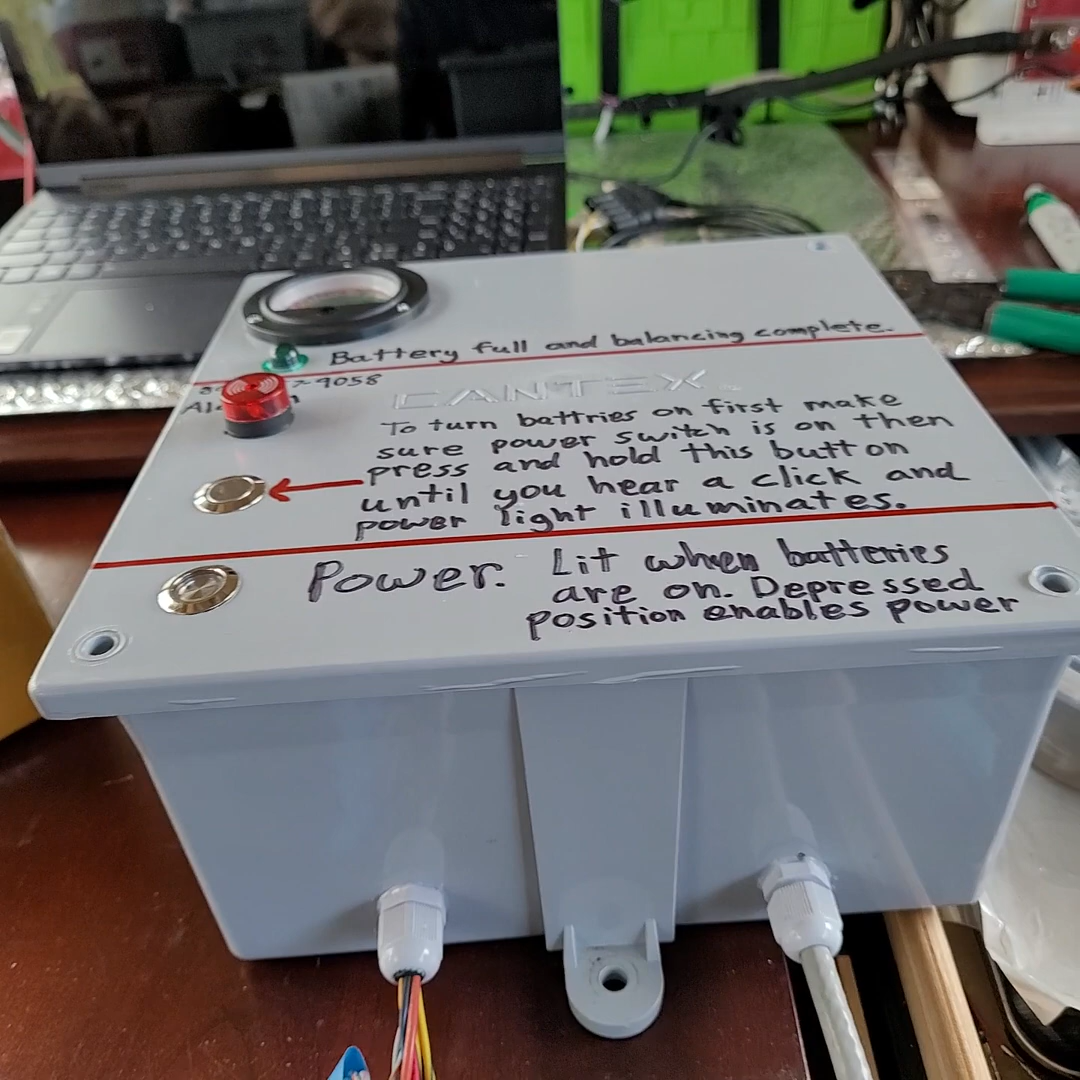 Battery full and balancing complete.
9058
CANTEX
To turn battries on first make
sure power switch is on then
press and hold this button
until you hear a click and
power light illuminates.
Power. Lit when batteries
are on. Depressed
position enables power